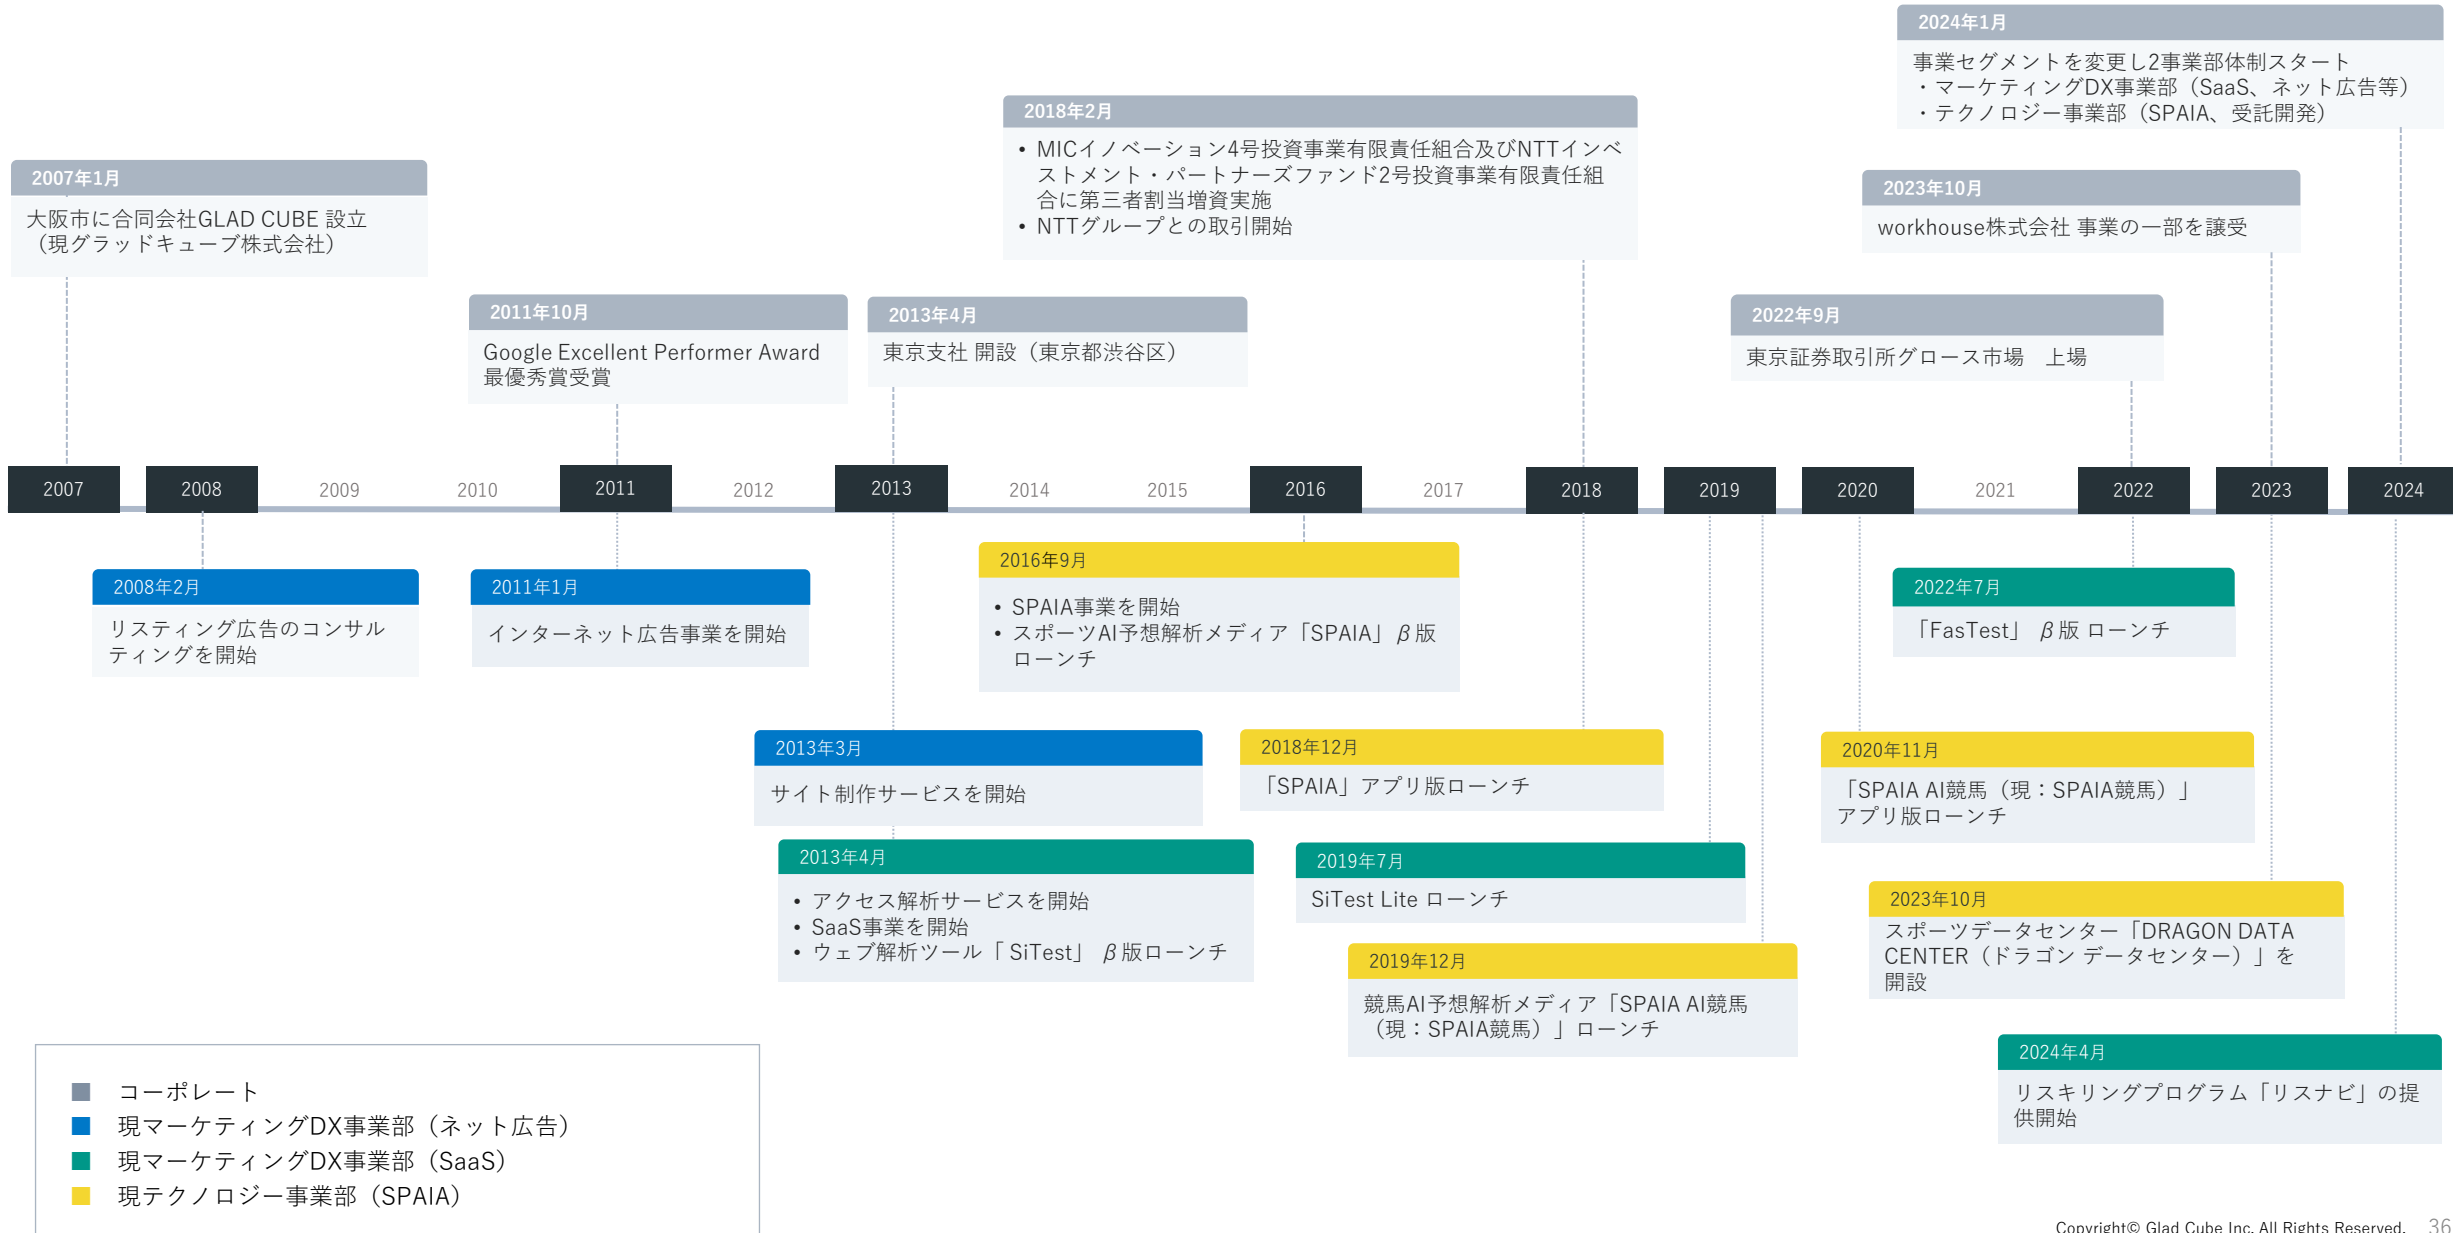 2024年1月
事業セグメントを変更し2事業部体制スタート
・マーケティングDX事業部（SaaS、ネット広告等）
・テクノロジー事業部（SPAIA、受託開発）
2018年2月
• MICイノベーション4号投資事業有限責任組合及びNTTインベ
ストメント・パートナーズファンド2号投資事業有限責任組
合に第三者割当増資実施
• NTTグループとの取引開始
2007年1月
大阪市に合同会社GLAD CUBE 設立
（現グラッドキューブ株式会社）
2023年10月
workhouse株式会社 事業の一部を譲受
2011年10月
Google Excellent Performer Award
最優秀賞受賞
2013年4月
東京支社 開設（東京都渋谷区）
2022年9月
東京証券取引所グロース市場　上場
2007
2008
2009
2010
2011
2012
2013
2014
2015
2016
2017
2018
2019
2020
2021
2022
2023
2024
2008年2月
リスティング広告のコンサル
ティングを開始
2011年1月
インターネット広告事業を開始
2016年9月
• SPAIA事業を開始
• スポーツAI予想解析メディア「SPAIA」β版
ローンチ
2022年7月
「FasTest」 β版 ローンチ
2013年3月
サイト制作サービスを開始
2018年12月
「SPAIA」アプリ版ローンチ
2020年11月
「SPAIA AI競馬（現：SPAIA競馬）」
アプリ版ローンチ
2013年4月
• アクセス解析サービスを開始
• SaaS事業を開始
• ウェブ解析ツール「 SiTest」 β版ローンチ
2019年7月
SiTest Lite ローンチ
2023年10月
スポーツデータセンター「DRAGON DATA
CENTER（ドラゴン データセンター）」を
開設
2019年12月
競馬AI予想解析メディア「SPAIA AI競馬
（現：SPAIA競馬）」ローンチ
2024年4月
リスキリングプログラム「リスナビ」の提
供開始
コーポレート
現マーケティングDX事業部（ネット広告）
現マーケティングDX事業部（SaaS）
現テクノロジー事業部（SPAIA）
Copyright© Glad Cube Inc. All Rights Reserved. 36